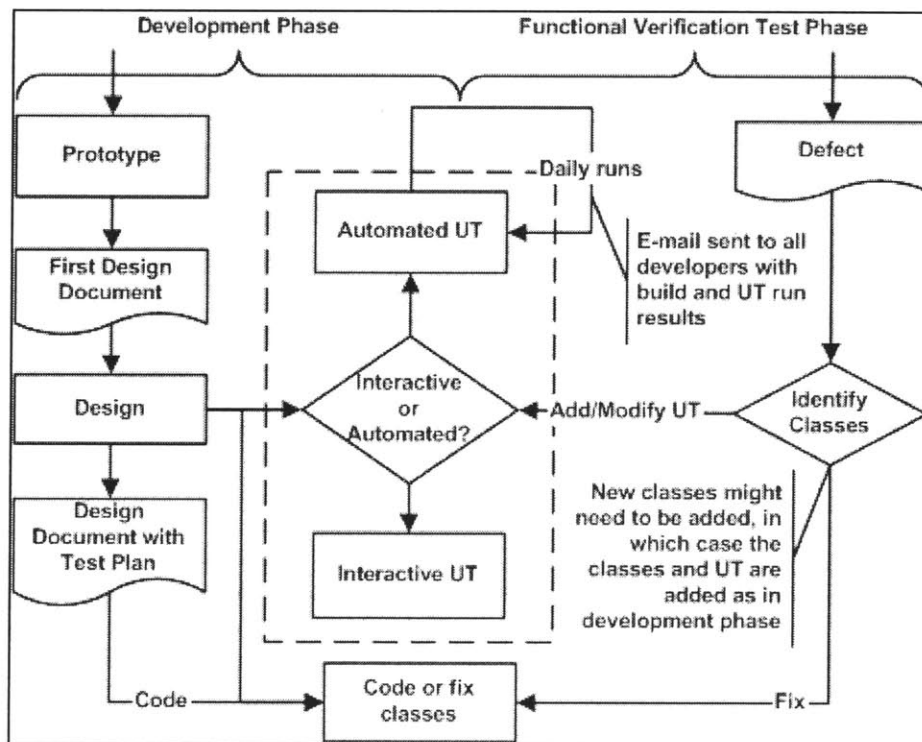 Development Phase
Functional Verification Test Phase
Prototype
Defect
Daily runs
Automated UT
First Design
Document
E-mail sent to all
developers with
build and UT run
results
Interactive
or
Automated?
Design
Add/Modify UT
Identify
Classes
Design
Document with
Test Plan
New classes might
need to be added, in
which case the
classes and UT are
added as in
development phase
Interactive UT
Code
Code or fix
classes
Fix